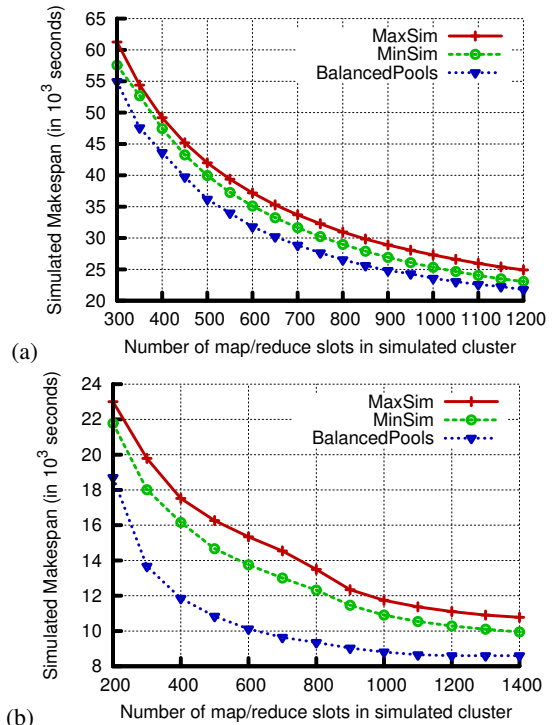 65
60
55
50
45
40
35
30
25
20
Simulated Makespan (in 10³ seconds)
MaxSim
MinSim
BalancedPools
300 400 500 600 700 800 900 1000 1100 1200
(a) Number of map/reduce slots in simulated cluster
24
22
20
18
16
14
12
10
8
Simulated Makespan (in 10³ seconds)
MaxSim
MinSim
BalancedPools
200 400 600 800 1000 1200 1400
(b) Number of map/reduce slots in simulated cluster